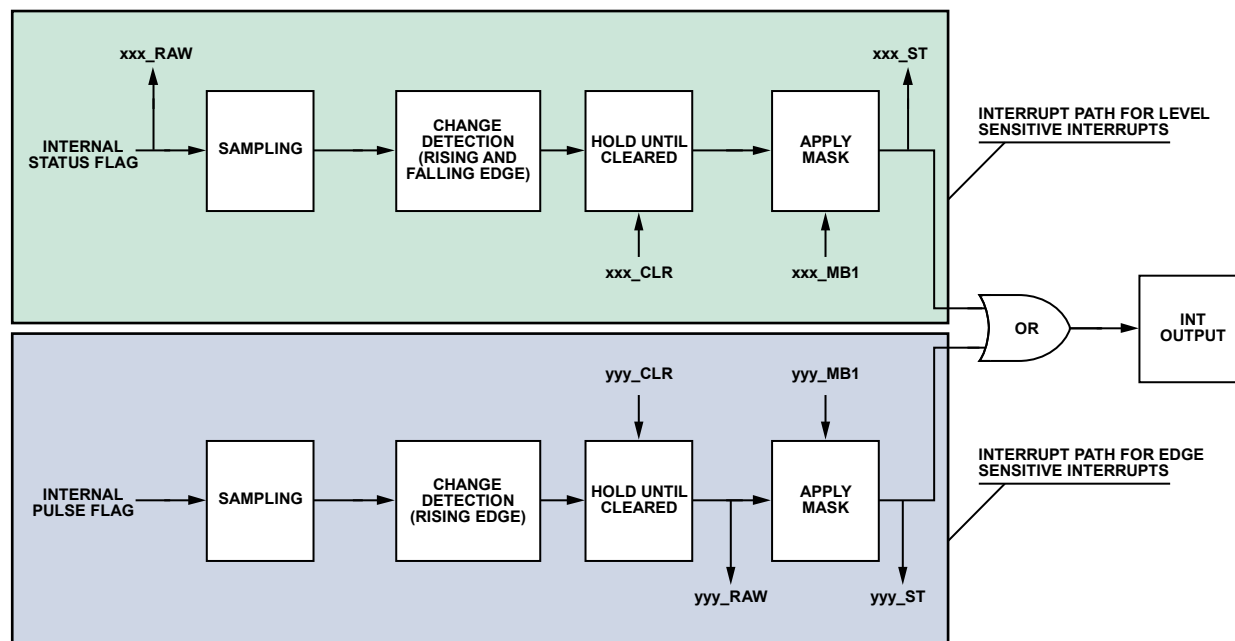 xxx_RAW
xxx_ST
INTERNAL
STATUS FLAG
SAMPLING
CHANGE
DETECTION
(RISING AND
FALLING EDGE)
HOLD UNTIL
CLEARED
APPLY
MASK
INTERRUPT PATH FOR LEVEL
SENSITIVE INTERRUPTS
xxx_CLR
xxx_MB1
OR
INT
OUTPUT
yyy_CLR
yyy_MB1
INTERNAL
PULSE FLAG
SAMPLING
CHANGE
DETECTION
(RISING EDGE)
HOLD UNTIL
CLEARED
APPLY
MASK
INTERRUPT PATH FOR EDGE
SENSITIVE INTERRUPTS
yyy_RAW
yyy_ST